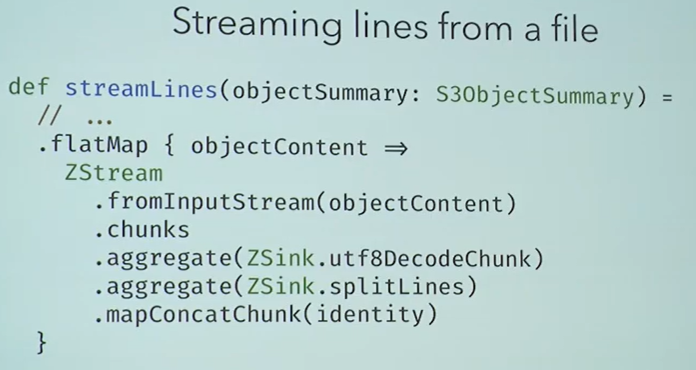 Streaming lines from a file
def streamLines(objectSummary: S3ObjectSummary) =
// ...
.flatMap { objectContent ⇒
ZStream
.fromInputStream(objectContent)
.chunks
.aggregate(ZSink.utf8DecodeChunk)
.aggregate(ZSink.splitLines)
.mapConcatChunk(identity)
}